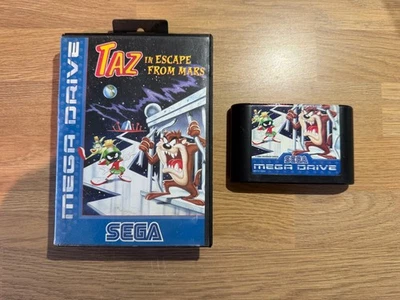 MEGA DRIVE
TAZ
IN ESCAPE
FROM MARS
SEGA
SEGA
MEGA DRIVE